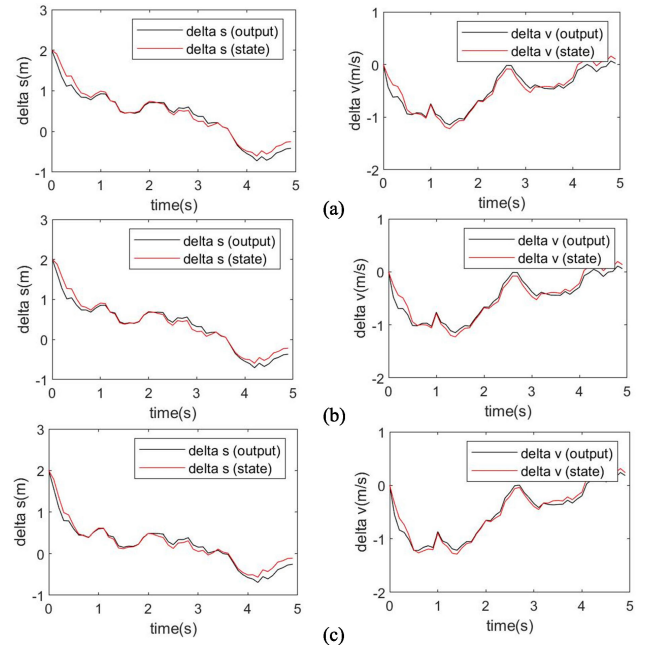 3
2
1
0
-1
delta s(m)
delta s (output)
delta s (state)
0 1 2 3 4 5
time(s)
1
0
-1
-2
delta v(m/s)
delta v (output)
delta v (state)
0 1 2 3 4 5
time(s)
(a)
3
2
1
0
-1
delta s(m)
delta s (output)
delta s (state)
0 1 2 3 4 5
time(s)
1
0
-1
-2
delta v(m/s)
delta v (output)
delta v (state)
0 1 2 3 4 5
time(s)
(b)
3
2
1
0
-1
delta s(m)
delta s (output)
delta s (state)
0 1 2 3 4 5
time(s)
1
0
-1
-2
delta v(m/s)
delta v (output)
delta v (state)
0 1 2 3 4 5
time(s)
(c)